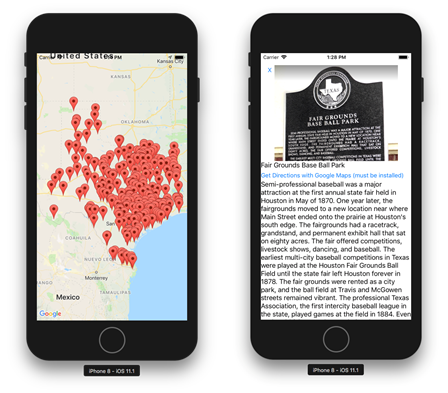 United States
KANSAS
Kansas City
OKLAHOMA
COAHUILA
NUEVO LEON
Monterrey
TAMAULIPAS
Mexico
Google
iPhone 8 - iOS 11.1
Carrier
1:28 PM
X
TEXAS
FAIR GROUNDS
BASE BALL PARK
Fair Grounds Base Ball Park
Get Directions with Google Maps (must be installed)
Semi-professional baseball was a major
attraction at the first annual state fair held in
Houston in May of 1870. One year later, the
fairgrounds moved to a new location near where
Main Street ended onto the prairie at Houston's
south edge. The fairgrounds had a racetrack,
grandstand, and permanent exhibit hall that sat
on eighty acres. The fair offered competitions,
livestock shows, dancing, and baseball. The
earliest multi-city baseball competitions in Texas
were played at the Houston Fair Grounds Ball
Field until the state fair left Houston forever in
1878. The fair grounds were rented as a city
park, and the ball field at Travis and McGowen
streets remained vibrant. The professional Texas
Association, the first intercity baseball league in
the state, played games at the field in 1884. Even
iPhone 8 - iOS 11.1